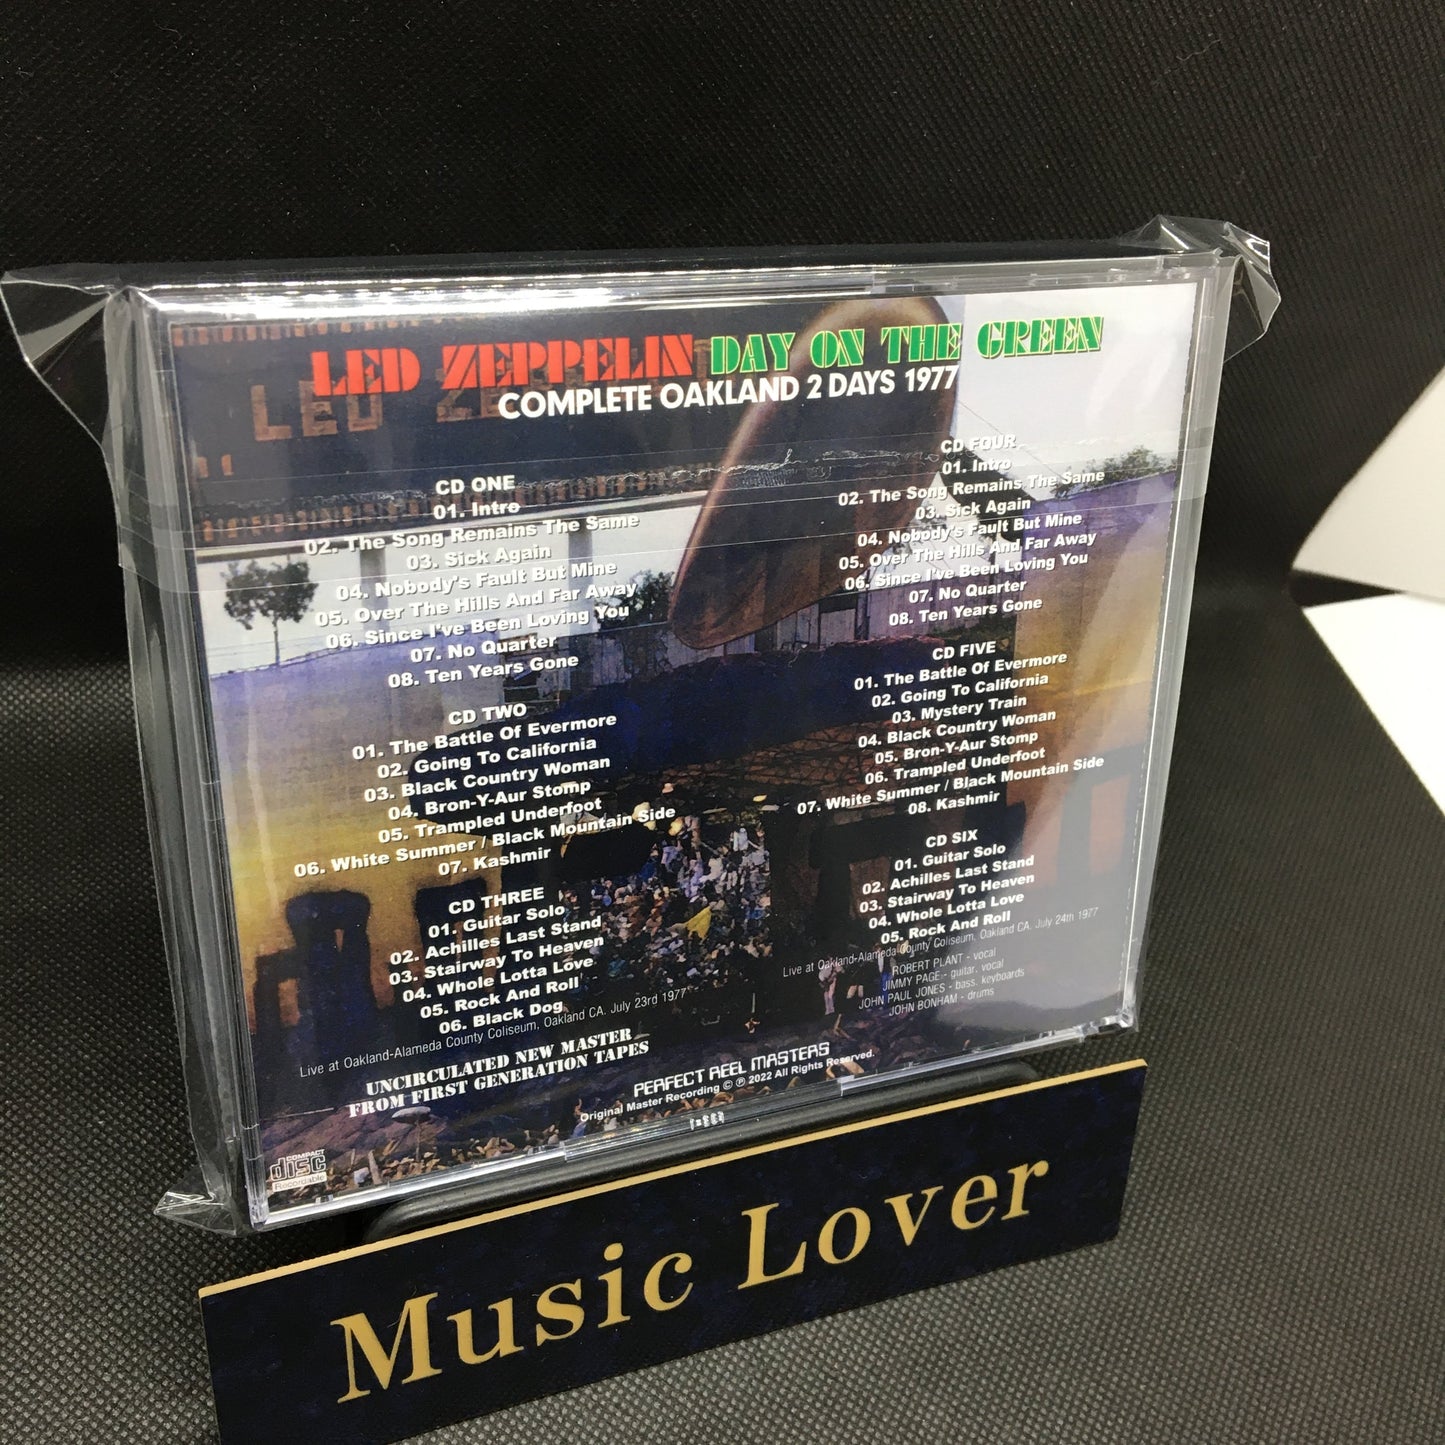 LED ZEPPELIN DAY ON THE GREEN
COMPLETE OAKLAND 2 DAYS 1977
LED ZE
CD ONE
01. Intro
02. The Song Remains The Same
03. Sick Again
04. Nobody's Fault But Mine
05. Over The Hills And Far Away
06. Since I've Been Loving You
07. No Quarter
08. Ten Years Gone
CD TWO
01. The Battle Of Evermore
02. Going To California
03. Black Country Woman
04. Bron-Y-Aur Stomp
05. Trampled Underfoot
06. White Summer / Black Mountain Side
07. Kashmir
CD THREE
01. Guitar Solo
02. Achilles Last Stand
03. Stairway To Heaven
04. Whole Lotta Love
05. Rock And Roll
06. Black Dog
Live at Oakland-Alameda County Coliseum, Oakland CA. July 23rd 1977
UNCIRCULATED NEW MASTER
FROM FIRST GENERATION TAPES
CD FOUR
01. Intro
02. The Song Remains The Same
03. Sick Again
04. Nobody's Fault But Mine
05. Over The Hills And Far Away
06. Since I've Been Loving You
07. No Quarter
08. Ten Years Gone
CD FIVE
01. The Battle Of Evermore
02. Going To California
03. Mystery Train
04. Black Country Woman
05. Bron-Y-Aur Stomp
06. Trampled Underfoot
07. White Summer / Black Mountain Side
08. Kashmir
CD SIX
01. Guitar Solo
02. Achilles Last Stand
03. Stairway To Heaven
04. Whole Lotta Love
05. Rock And Roll
Live at Oakland-Alameda County Coliseum, Oakland CA. July 24th 1977
ROBERT PLANT - vocal
JIMMY PAGE - guitar. vocal
JOHN PAUL JONES - bass. keyboards
JOHN BONHAM - drums
PERFECT REEL MASTERS
Original Master Recording © ℗ 2022 All Rights Reserved.
COMPACT
disc
Recordable
Music Lover